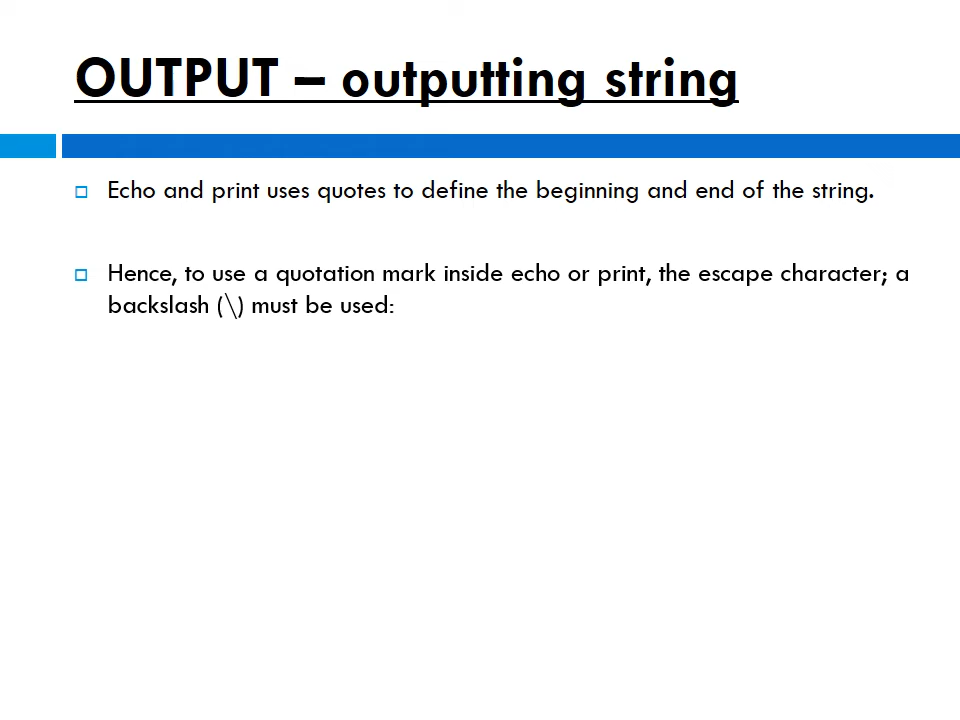 OUTPUT – outputting string
Echo and print uses quotes to define the beginning and end of the string.
Hence, to use a quotation mark inside echo or print, the escape character; a
backslash (\) must be used: